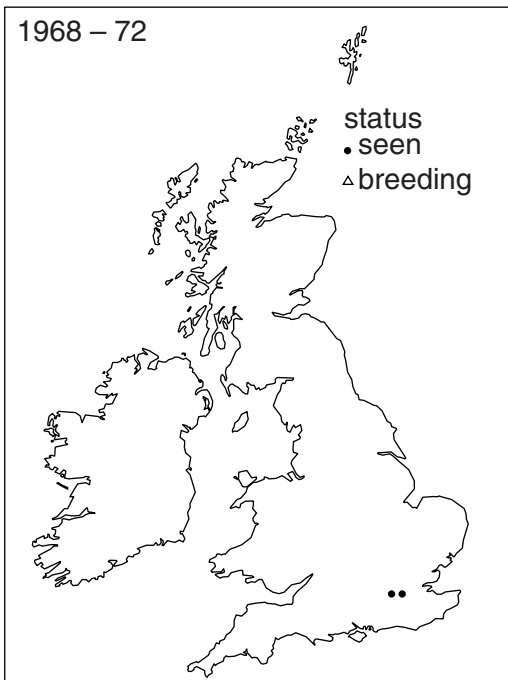 1968 – 72
status
seen
breeding